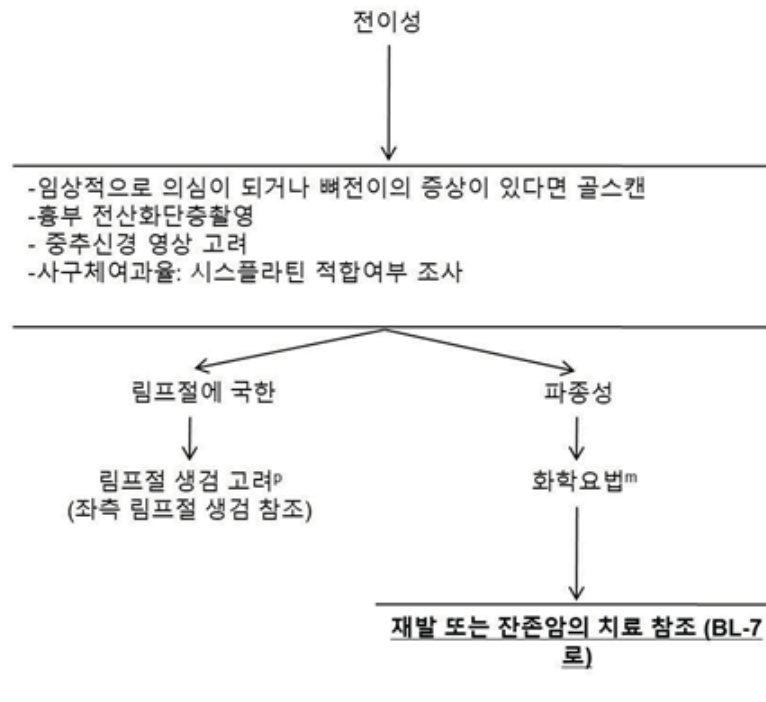 전이성
-임상적으로 의심이 되거나 뼈전이의 증상이 있다면 골스캔
-흉부 전산화단층촬영
- 중추신경 영상 고려
-사구체여과율: 시스플라틴 적합여부 조사
림프절에 국한
파종성
림프절 생검 고려ᵖ
(좌측 림프절 생검 참조)
화학요법ᵐ
재발 또는 잔존암의 치료 참조 (BL-7
로)